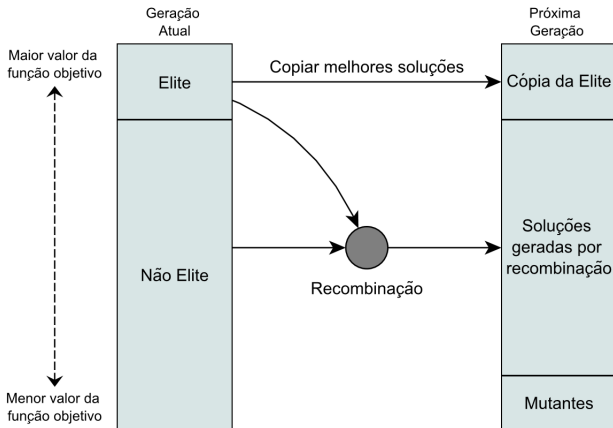 Geração
Atual
Próxima
Geração
Maior valor da
função objetivo
Elite
Copiar melhores soluções
Cópia da Elite
Não Elite
Recombinação
Soluções
geradas por
recombinação
Menor valor da
função objetivo
Mutantes